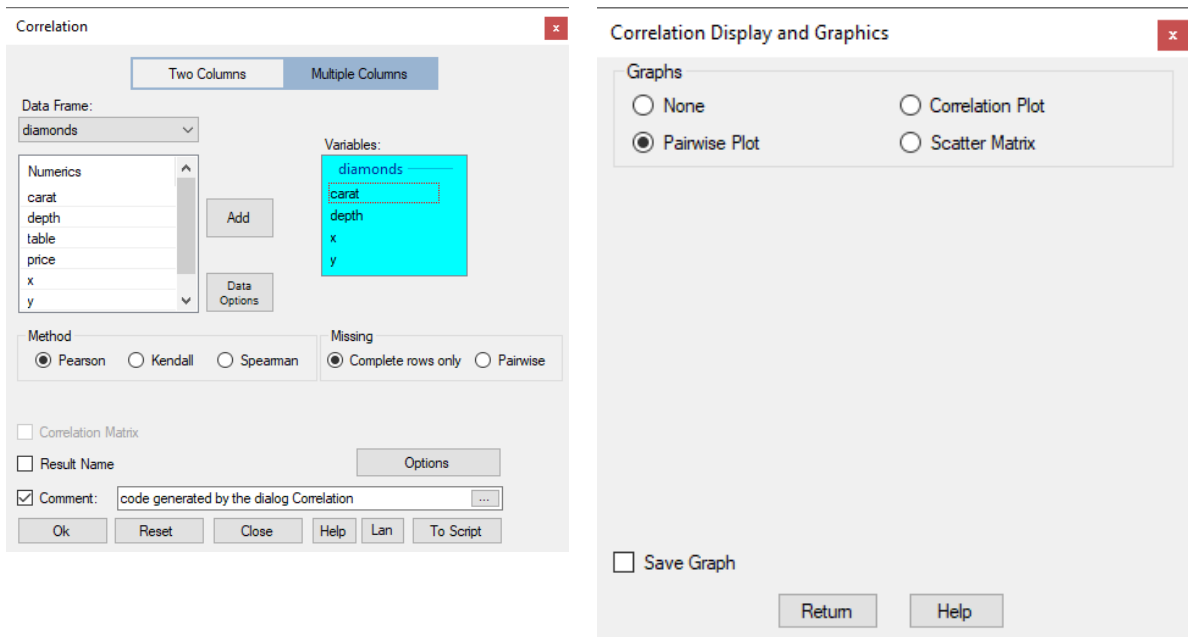 Correlation
x
Two Columns
Multiple Columns
Data Frame:
diamonds
Numerics
carat
depth
table
price
x
y
Add
Data
Options
Variables:
diamonds
carat
depth
x
y
Method
Pearson
Kendall
Spearman
Missing
Complete rows only
Pairwise
Correlation Matrix
Result Name
Options
Comment:
code generated by the dialog Correlation
...
Ok
Reset
Close
Help
Lan
To Script
Correlation Display and Graphics
x
Graphs
None
Correlation Plot
Pairwise Plot
Scatter Matrix
Save Graph
Return
Help